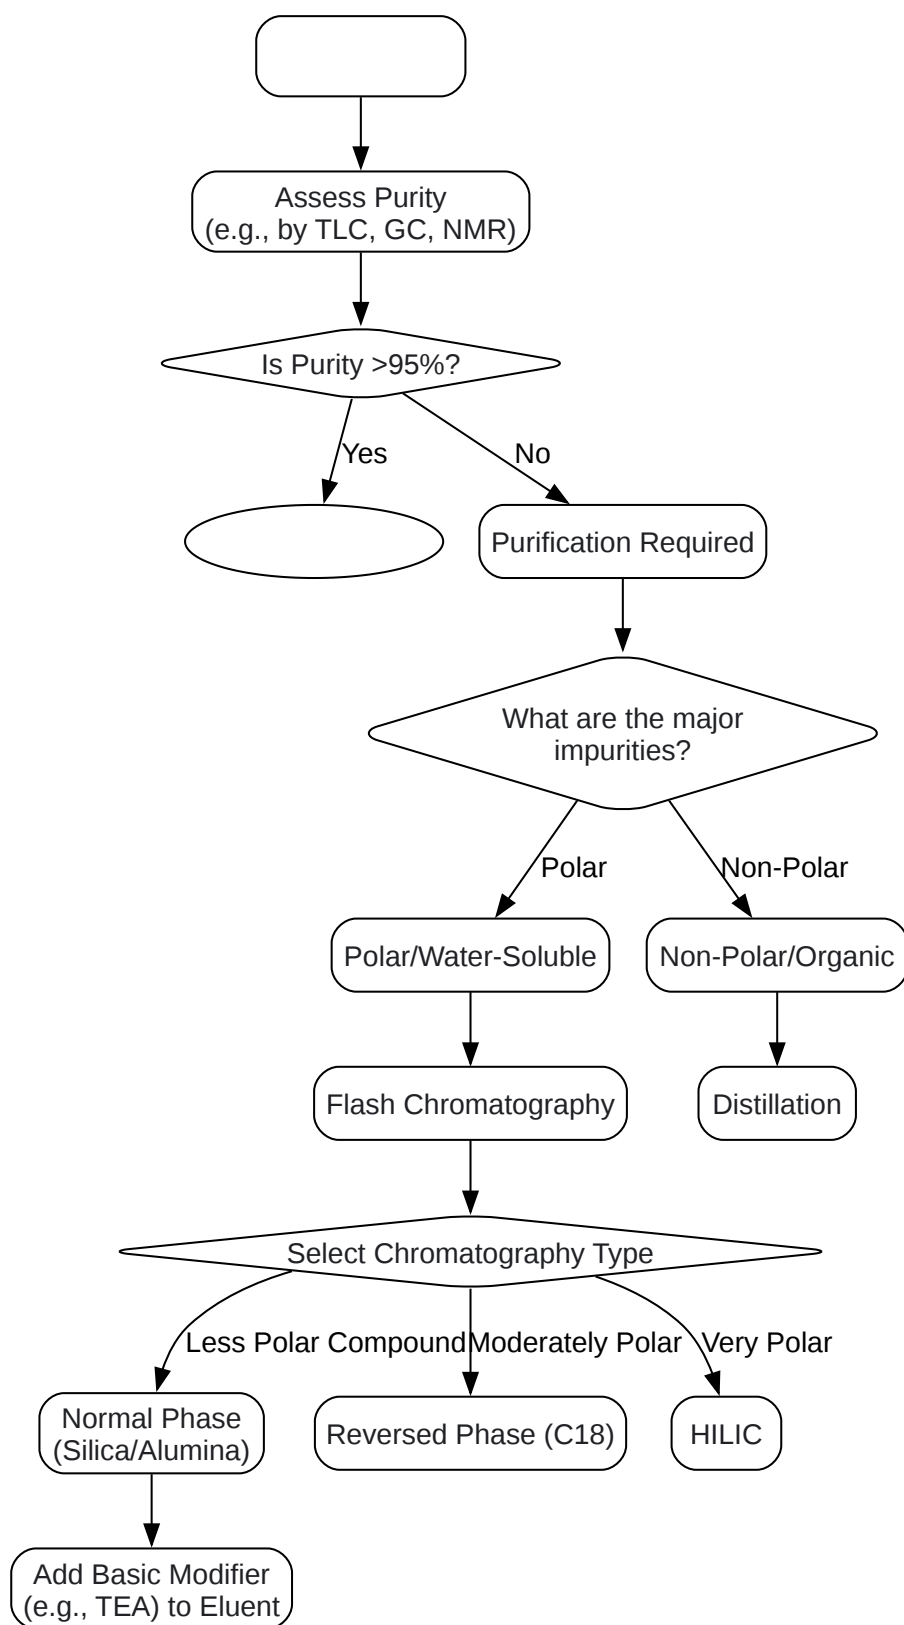 Assess Purity
(e.g., by TLC, GC, NMR)
Is Purity >95%?
Yes
No
Purification Required
What are the major
impurities?
Polar
Non-Polar
Polar/Water-Soluble
Non-Polar/Organic
Flash Chromatography
Distillation
Select Chromatography Type
Less Polar Compound
Moderately Polar
Very Polar
Normal Phase
(Silica/Alumina)
Reversed Phase (C18)
HILIC
Add Basic Modifier
(e.g., TEA) to Eluent